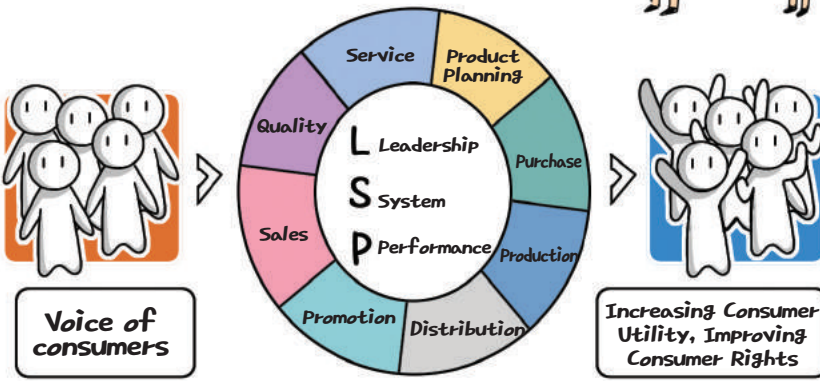 Service
Product
Planning
Quality
Purchase
L Leadership
S System
P Performance
Sales
Production
Promotion
Distribution
Voice of
consumers
Increasing Consumer
Utility, Improving
Consumer Rights